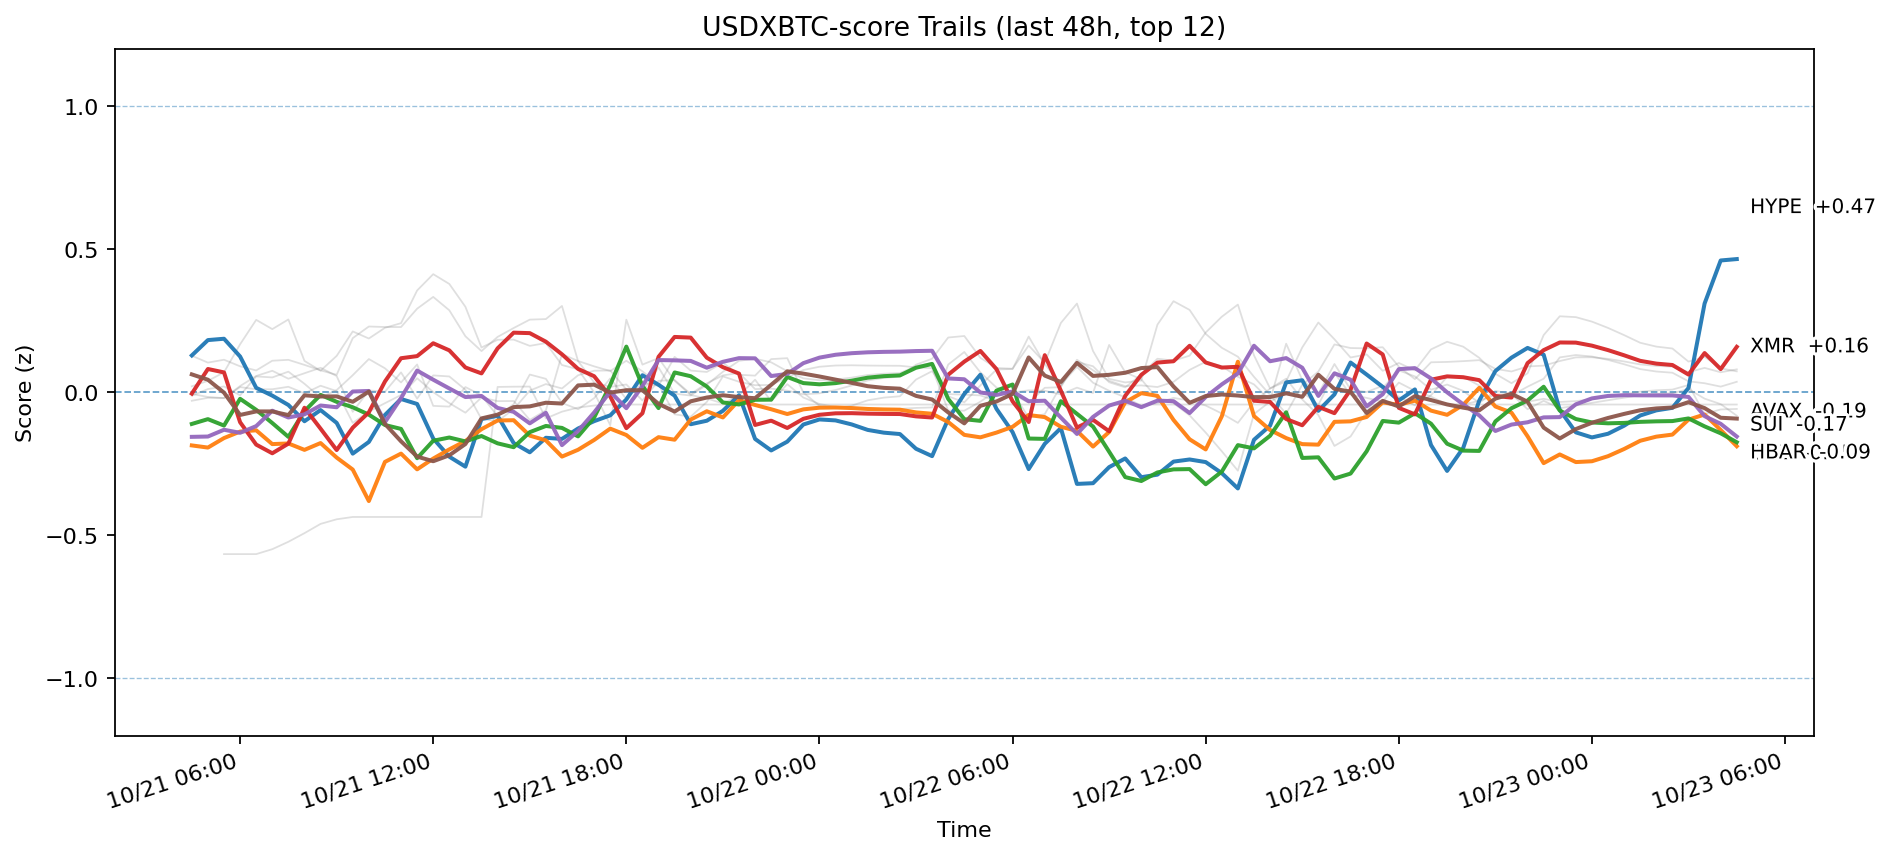 USDXBTC-score Trails (last 48h, top 12)
Score (z)
1.0
0.5
0.0
−0.5
−1.0
HYPE +0.47
XMR +0.16
AVAX -0.19
SUI -0.17
HBAR -0.09
10/21 06:00
10/21 12:00
10/21 18:00
10/22 00:00
10/22 06:00
10/22 12:00
10/22 18:00
10/23 00:00
10/23 06:00
Time